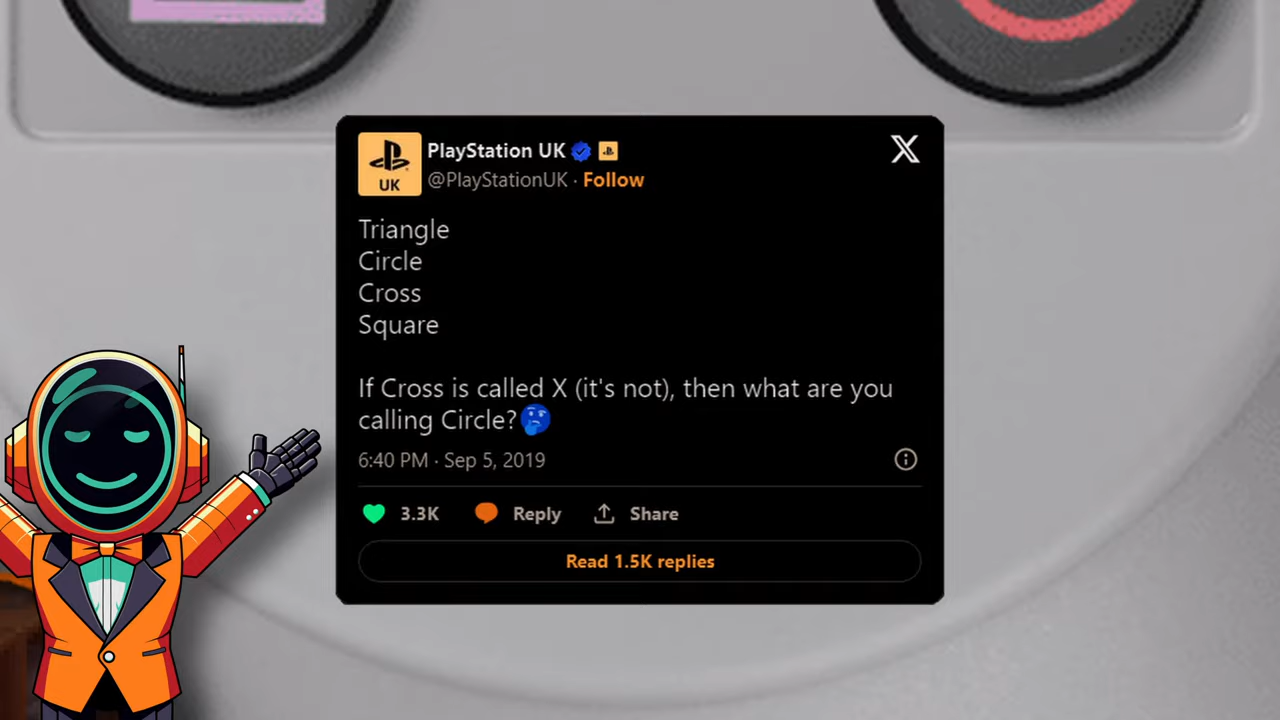 PlayStation UK
UK
@PlayStationUK · Follow
Triangle
Circle
Cross
Square
If Cross is called X (it's not), then what are you
calling Circle?🤔
6:40 PM · Sep 5, 2019
3.3K Reply Share
Read 1.5K replies